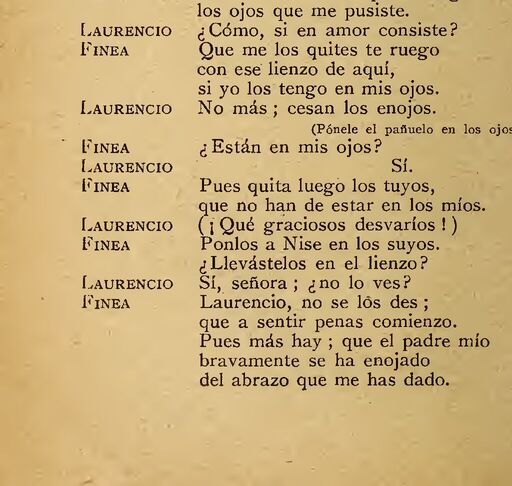 los ojos que me pusiste.
LAURENCIO ¿Cómo, si en amor consiste?
FINEA Que me los quites te ruego
con ese lienzo de aquí,
si yo los tengo en mis ojos.
LAURENCIO No más; cesan los enojos.
(Pónele el pañuelo en los ojos
FINEA ¿Están en mis ojos?
LAURENCIO Sí.
FINEA Pues quita luego los tuyos,
que no han de estar en los míos.
LAURENCIO (¡Qué graciosos desvaríos!)
FINEA Ponlos a Nise en los suyos.
¿Llevástelos en el lienzo?
LAURENCIO Sí, señora; ¿no lo ves?
FINEA Laurencio, no se lòs des;
que a sentir penas comienzo.
Pues más hay; que el padre mío
bravamente se ha enojado
del abrazo que me has dado.